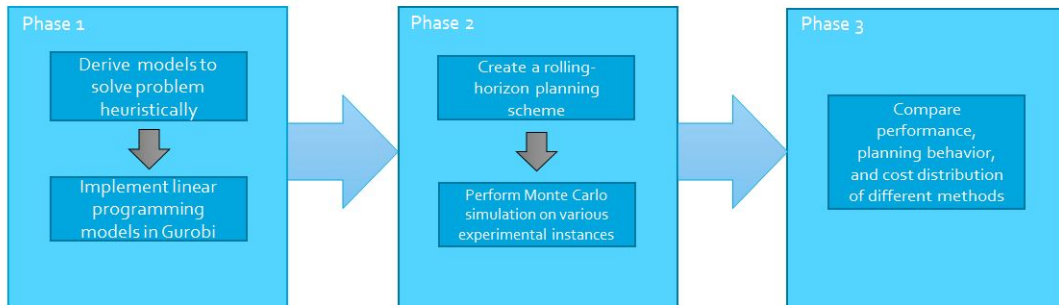 Phase 1
Derive models to
solve problem
heuristically
Implement linear
programming
models in Gurobi
Phase 2
Create a rolling-
horizon planning
scheme
Perform Monte Carlo
simulation on various
experimental instances
Phase 3
Compare
performance,
planning behavior,
and cost distribution
of different methods